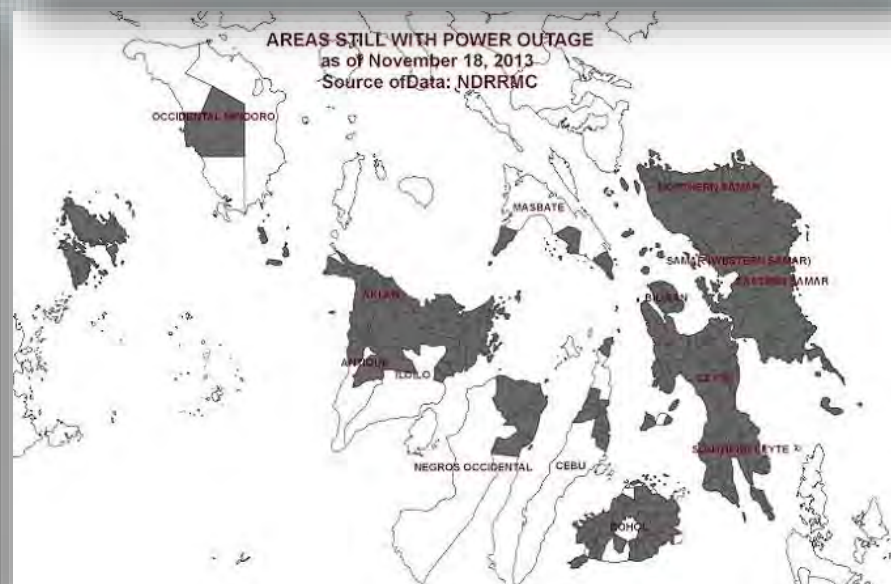 AREAS STILL WITH POWER OUTAGE
as of November 18, 2013
Source ofData: NDRRMC
OCCIDENTAL MINDORO
NORTHERN SAMAR
MASBATE
SAMAR (WESTERN SAMAR)
EASTERN SAMAR
BILIRAN
AKLAN
ANTIQUE
ILOILO
LEYTE
SOUTHERN LEYTE
NEGROS OCCIDENTAL
CEBU
BOHOL